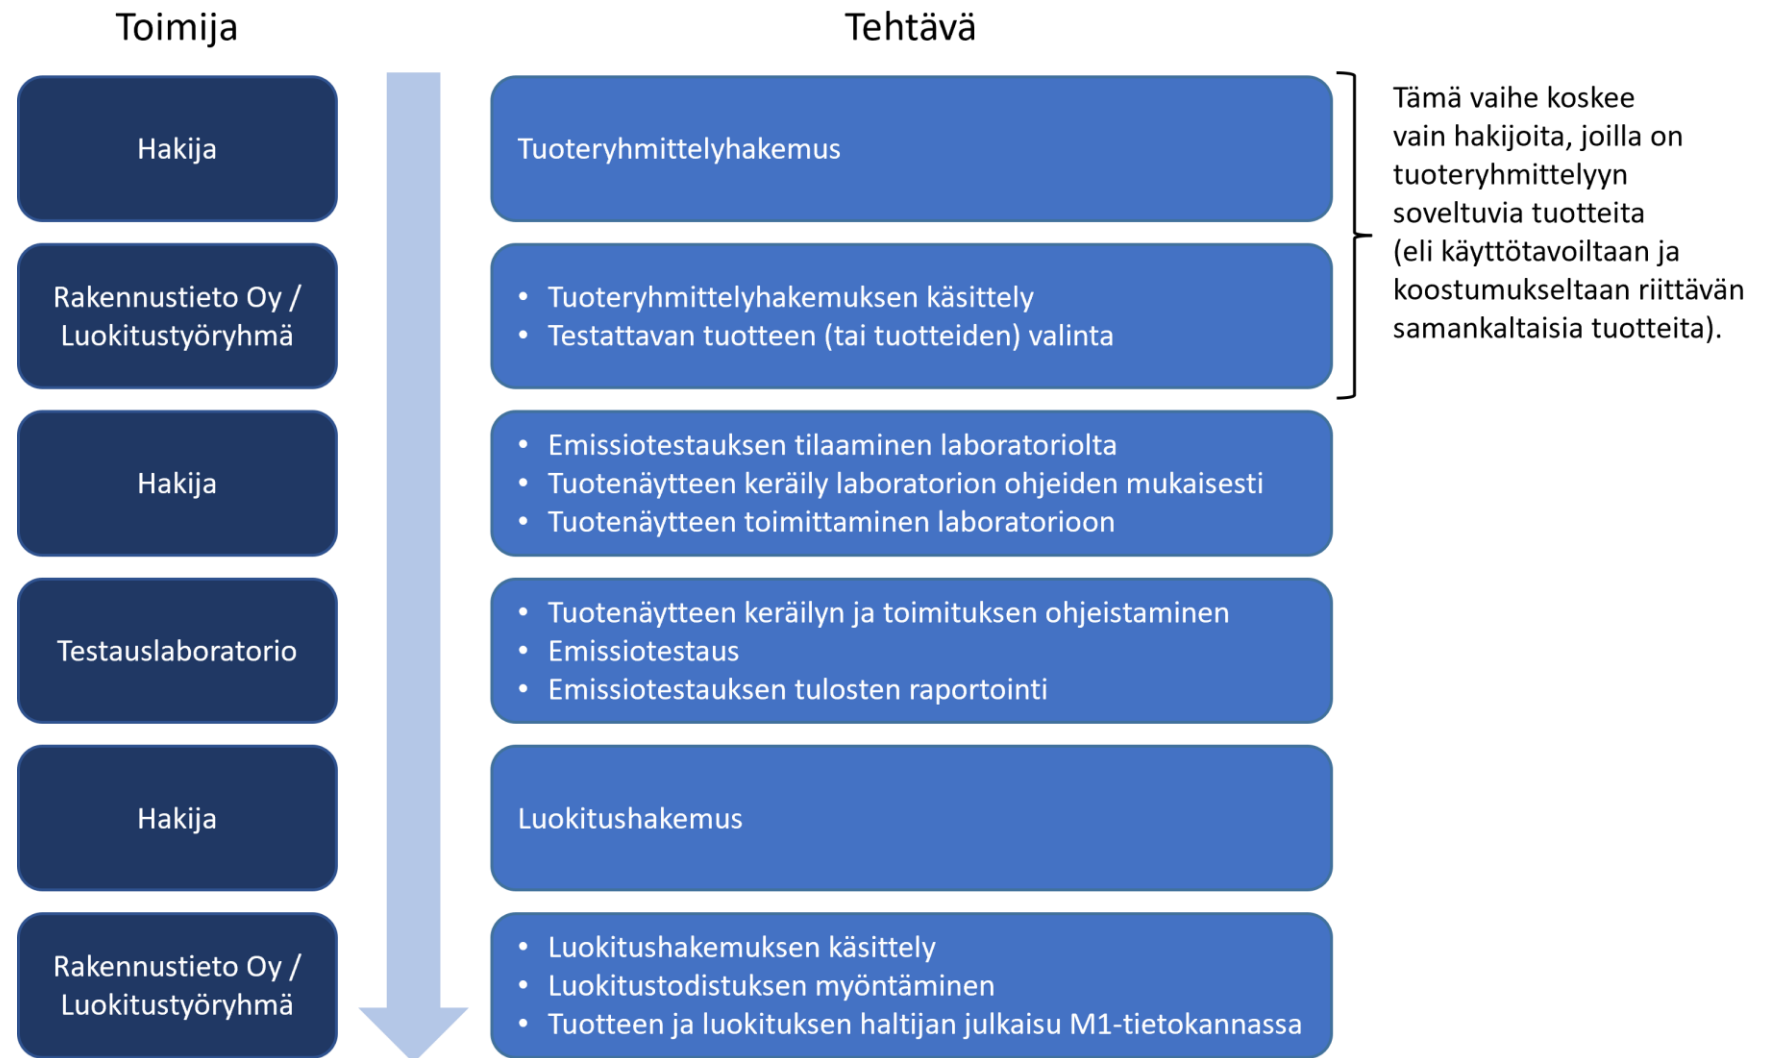 Toimija
Tehtävä
Hakija
Tuoteryhmittelyhakemus
Tämä vaihe koskee
vain hakijoita, joilla on
tuoteryhmittelyyn
soveltuvia tuotteita
(eli käyttötavoiltaan ja
koostumukseltaan riittävän
samankaltaisia tuotteita).
Rakennustieto Oy /
Luokitustyöryhmä
• Tuoteryhmittelyhakemuksen käsittely
• Testattavan tuotteen (tai tuotteiden) valinta
Hakija
• Emissiotestauksen tilaaminen laboratoriolta
• Tuotenäytteen keräily laboratorion ohjeiden mukaisesti
• Tuotenäytteen toimittaminen laboratorioon
Testauslaboratorio
• Tuotenäytteen keräilyn ja toimituksen ohjeistaminen
• Emissiotestaus
• Emissiotestauksen tulosten raportointi
Hakija
Luokitushakemus
Rakennustieto Oy /
Luokitustyöryhmä
• Luokitushakemuksen käsittely
• Luokitustodistuksen myöntäminen
• Tuotteen ja luokituksen haltijan julkaisu M1-tietokannassa